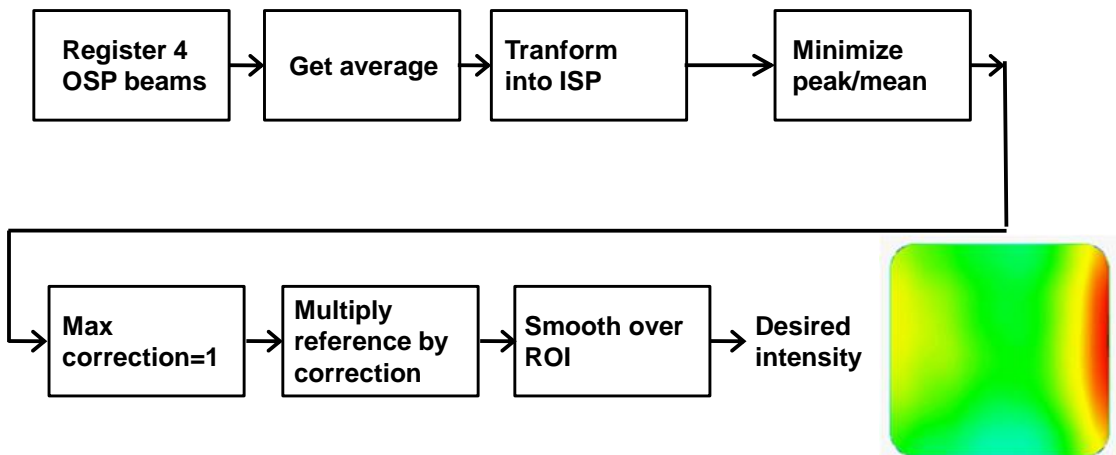 Register 4
OSP beams
Get average
Tranform
into ISP
Minimize
peak/mean
Max
correction=1
Multiply
reference by
correction
Smooth over
ROI
Desired
intensity